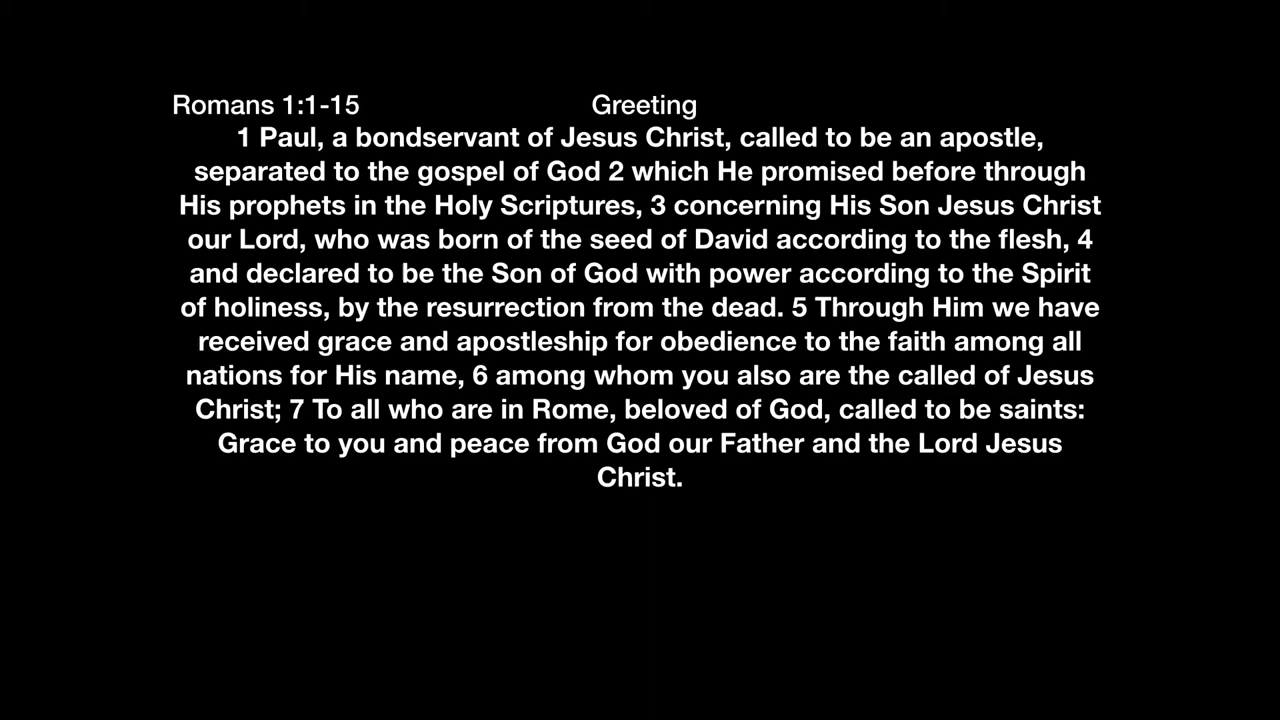 Romans 1:1-15 Greeting
1 Paul, a bondservant of Jesus Christ, called to be an apostle,
separated to the gospel of God 2 which He promised before through
His prophets in the Holy Scriptures, 3 concerning His Son Jesus Christ
our Lord, who was born of the seed of David according to the flesh, 4
and declared to be the Son of God with power according to the Spirit
of holiness, by the resurrection from the dead. 5 Through Him we have
received grace and apostleship for obedience to the faith among all
nations for His name, 6 among whom you also are the called of Jesus
Christ; 7 To all who are in Rome, beloved of God, called to be saints:
Grace to you and peace from God our Father and the Lord Jesus
Christ.